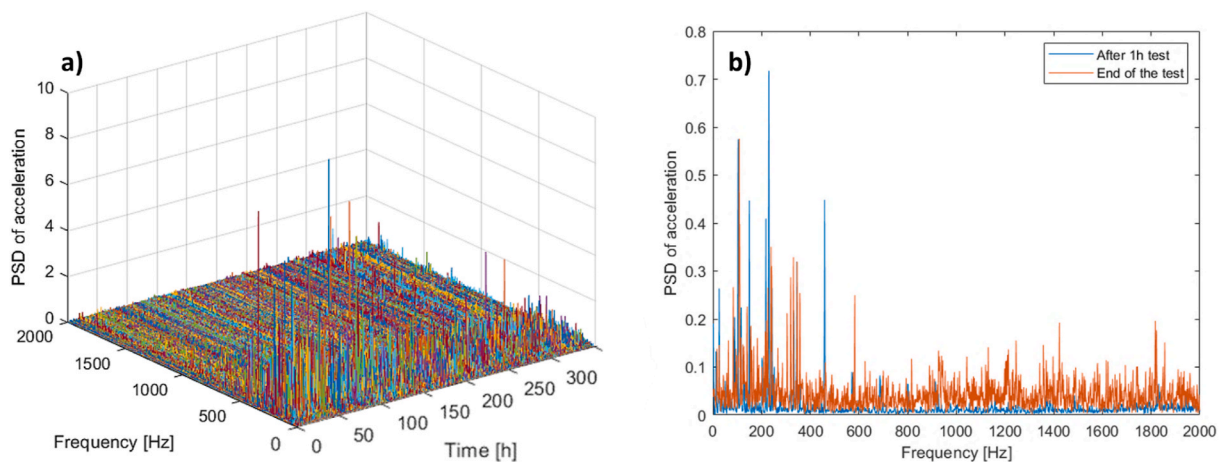 a)
10
8
6
4
2
0
PSD of acceleration
2000
1500
1000
500
0
Frequency [Hz]
0
50
100
150
200
250
300
Time [h]
b)
0.8
0.7
0.6
0.5
0.4
0.3
0.2
0.1
0
PSD of acceleration
After 1h test
End of the test
0 200 400 600 800 1000 1200 1400 1600 1800 2000
Frequency [Hz]